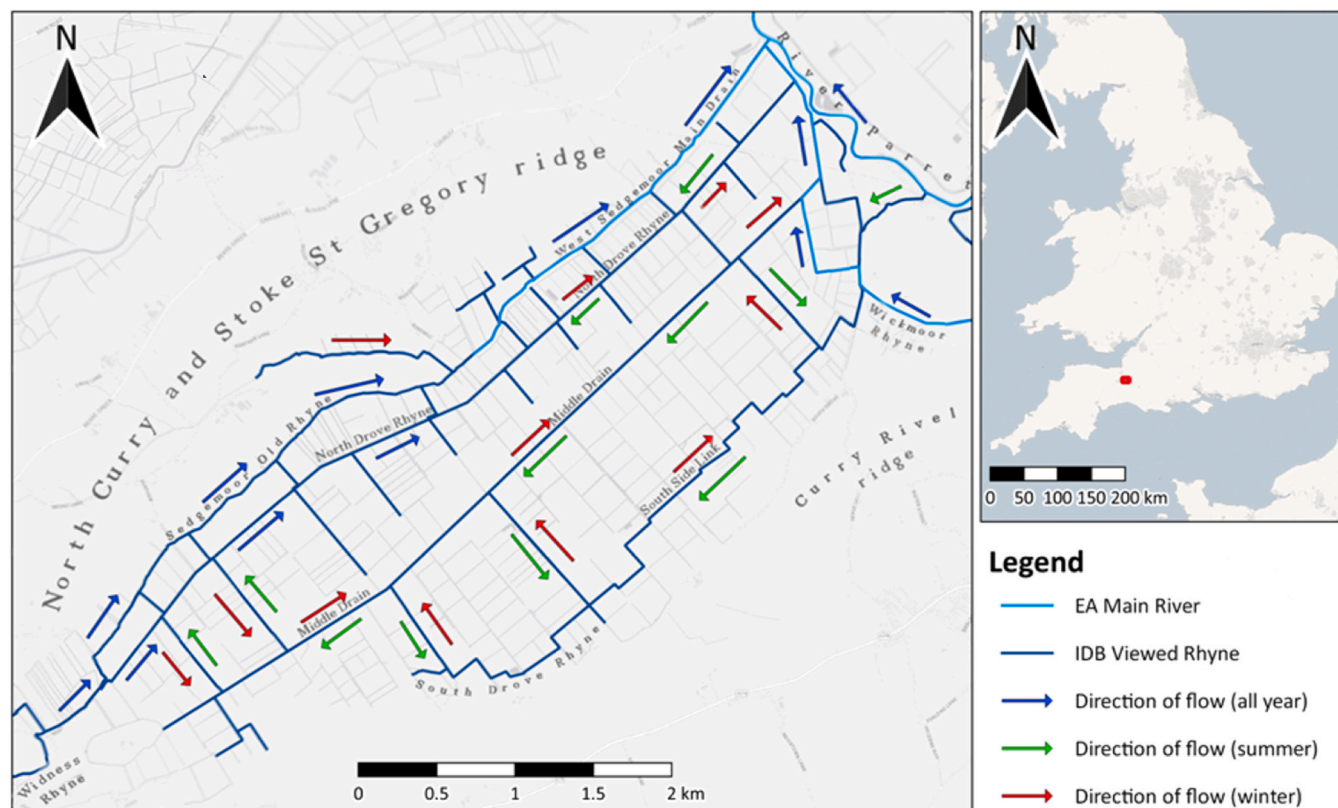 N
North Curry and Stoke St Gregory ridge
West Sedgemoor Main Drain
River Parret
North Drove Rhyne
Wickmoor
Rhyne
Curry Rivel
ridge
Middle Drain
South Side Link
North Drove Rhyne
Sedgemoor Old Rhyne
Middle Drain
South Drove Rhyne
Widness
Rhyne
0 0.5 1 1.5 2 km
N
0 50 100 150 200 km
Legend
EA Main River
IDB Viewed Rhyne
Direction of flow (all year)
Direction of flow (summer)
Direction of flow (winter)